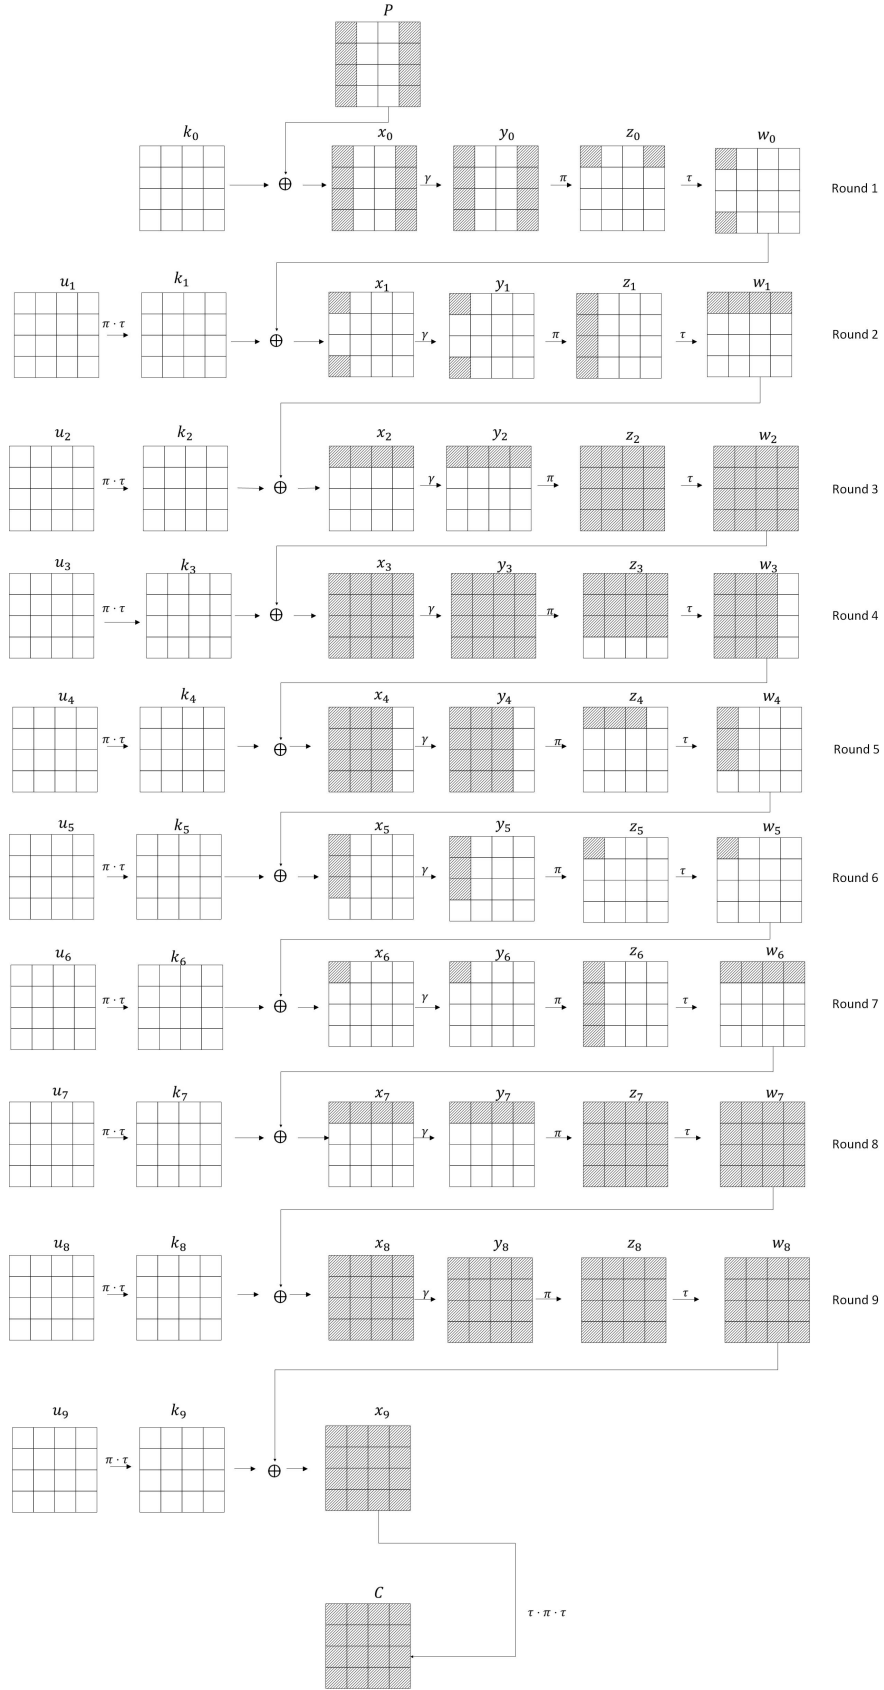 P
k₀ x₀ y₀ z₀ w₀
⊕ γ π τ Round 1
u₁ k₁ x₁ y₁ z₁ w₁
π · τ ⊕ γ π τ Round 2
u₂ k₂ x₂ y₂ z₂ w₂
π · τ ⊕ γ π τ Round 3
u₃ k₃ x₃ y₃ z₃ w₃
π · τ ⊕ γ π τ Round 4
u₄ k₄ x₄ y₄ z₄ w₄
π · τ ⊕ γ π τ Round 5
u₅ k₅ x₅ y₅ z₅ w₅
π · τ ⊕ γ π τ Round 6
u₆ k₆ x₆ y₆ z₆ w₆
π · τ ⊕ γ π τ Round 7
u₇ k₇ x₇ y₇ z₇ w₇
π · τ ⊕ γ π τ Round 8
u₈ k₈ x₈ y₈ z₈ w₈
π · τ ⊕ γ π τ Round 9
u₉ k₉ x₉
π · τ ⊕
C
τ · π · τ